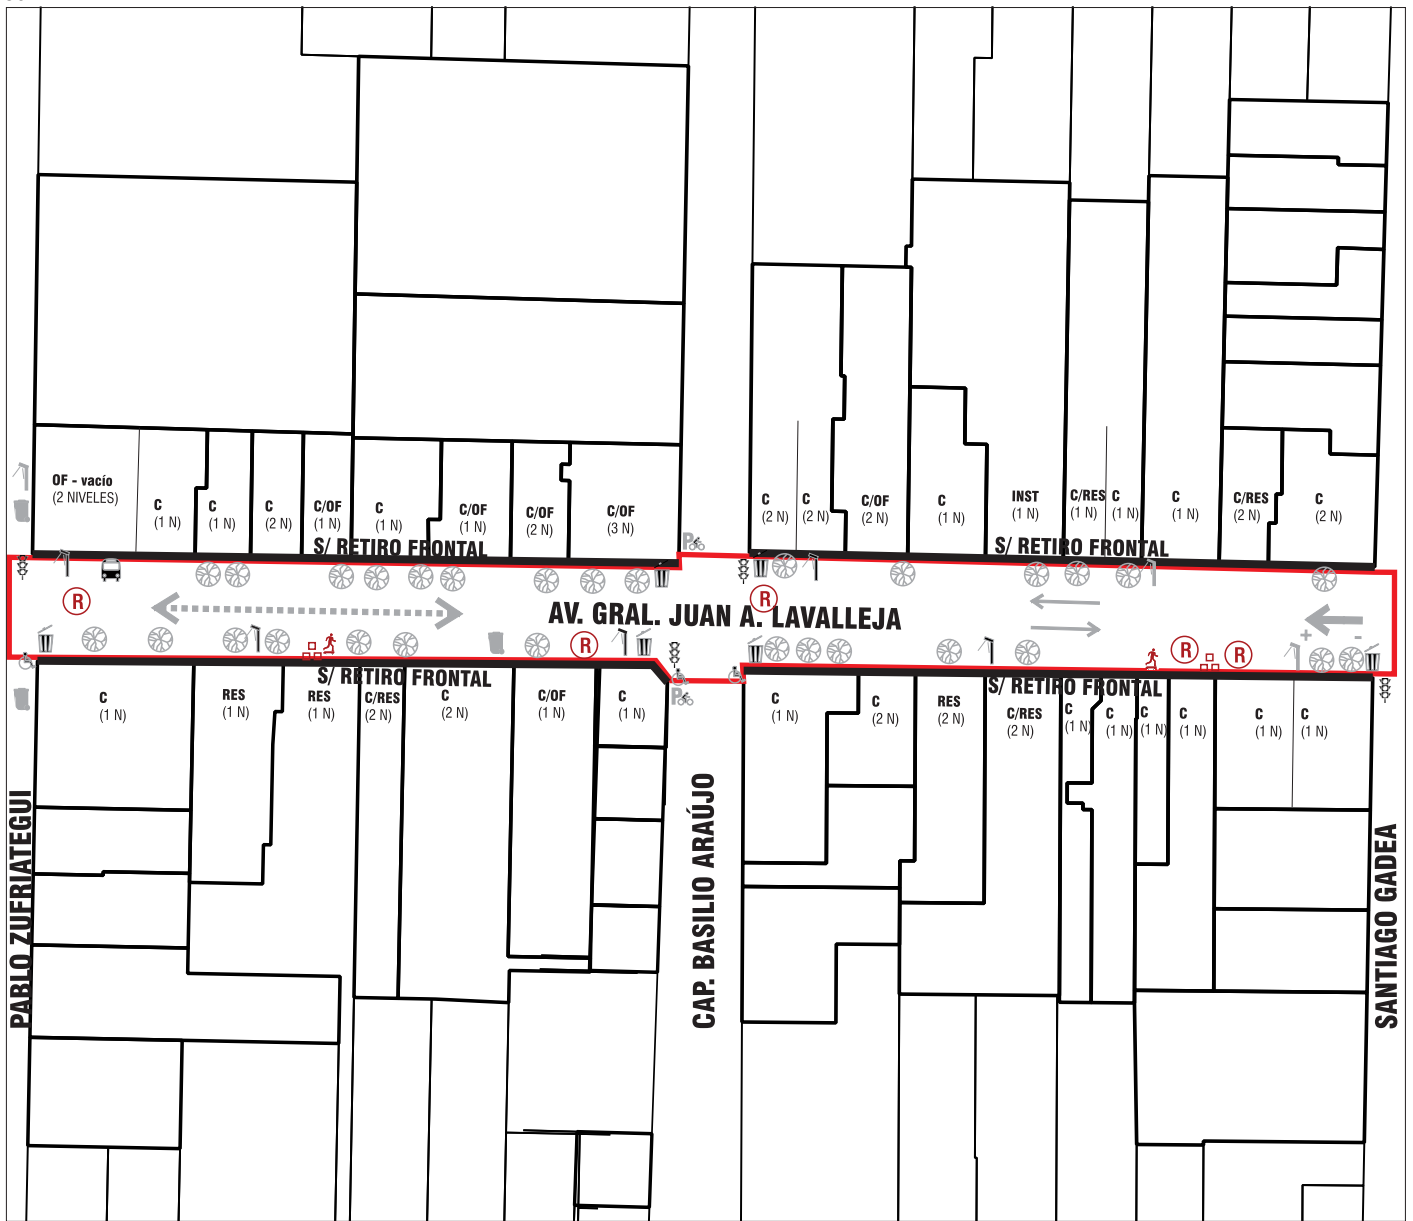 OF - vacío
(2 NIVELES)
C
(1 N)
C
(1 N)
C
(2 N)
C/OF
(1 N)
C
(1 N)
C/OF
(1 N)
C/OF
(2 N)
C/OF
(3 N)
C
(2 N)
C
(2 N)
C/OF
(2 N)
C
(1 N)
INST
(1 N)
C/RES
(1 N)
C
(1 N)
C
(1 N)
C/RES
(2 N)
C
(2 N)
S/ RETIRO FRONTAL
S/ RETIRO FRONTAL
P
R
R
AV. GRAL. JUAN A. LAVALLEJA
R
R
R
+
-
S/ RETIRO FRONTAL
S/ RETIRO FRONTAL
P
C
(1 N)
RES
(1 N)
RES
(1 N)
C/RES
(2 N)
C
(2 N)
C/OF
(1 N)
C
(1 N)
C
(1 N)
C
(2 N)
RES
(2 N)
C/RES
(2 N)
C
(1 N)
C
(1 N)
C
(1 N)
C
(1 N)
C
(1 N)
C
(1 N)
PABLO ZUFRIATEGUI
CAP. BASILIO ARAÚJO
SANTIAGO GADEA